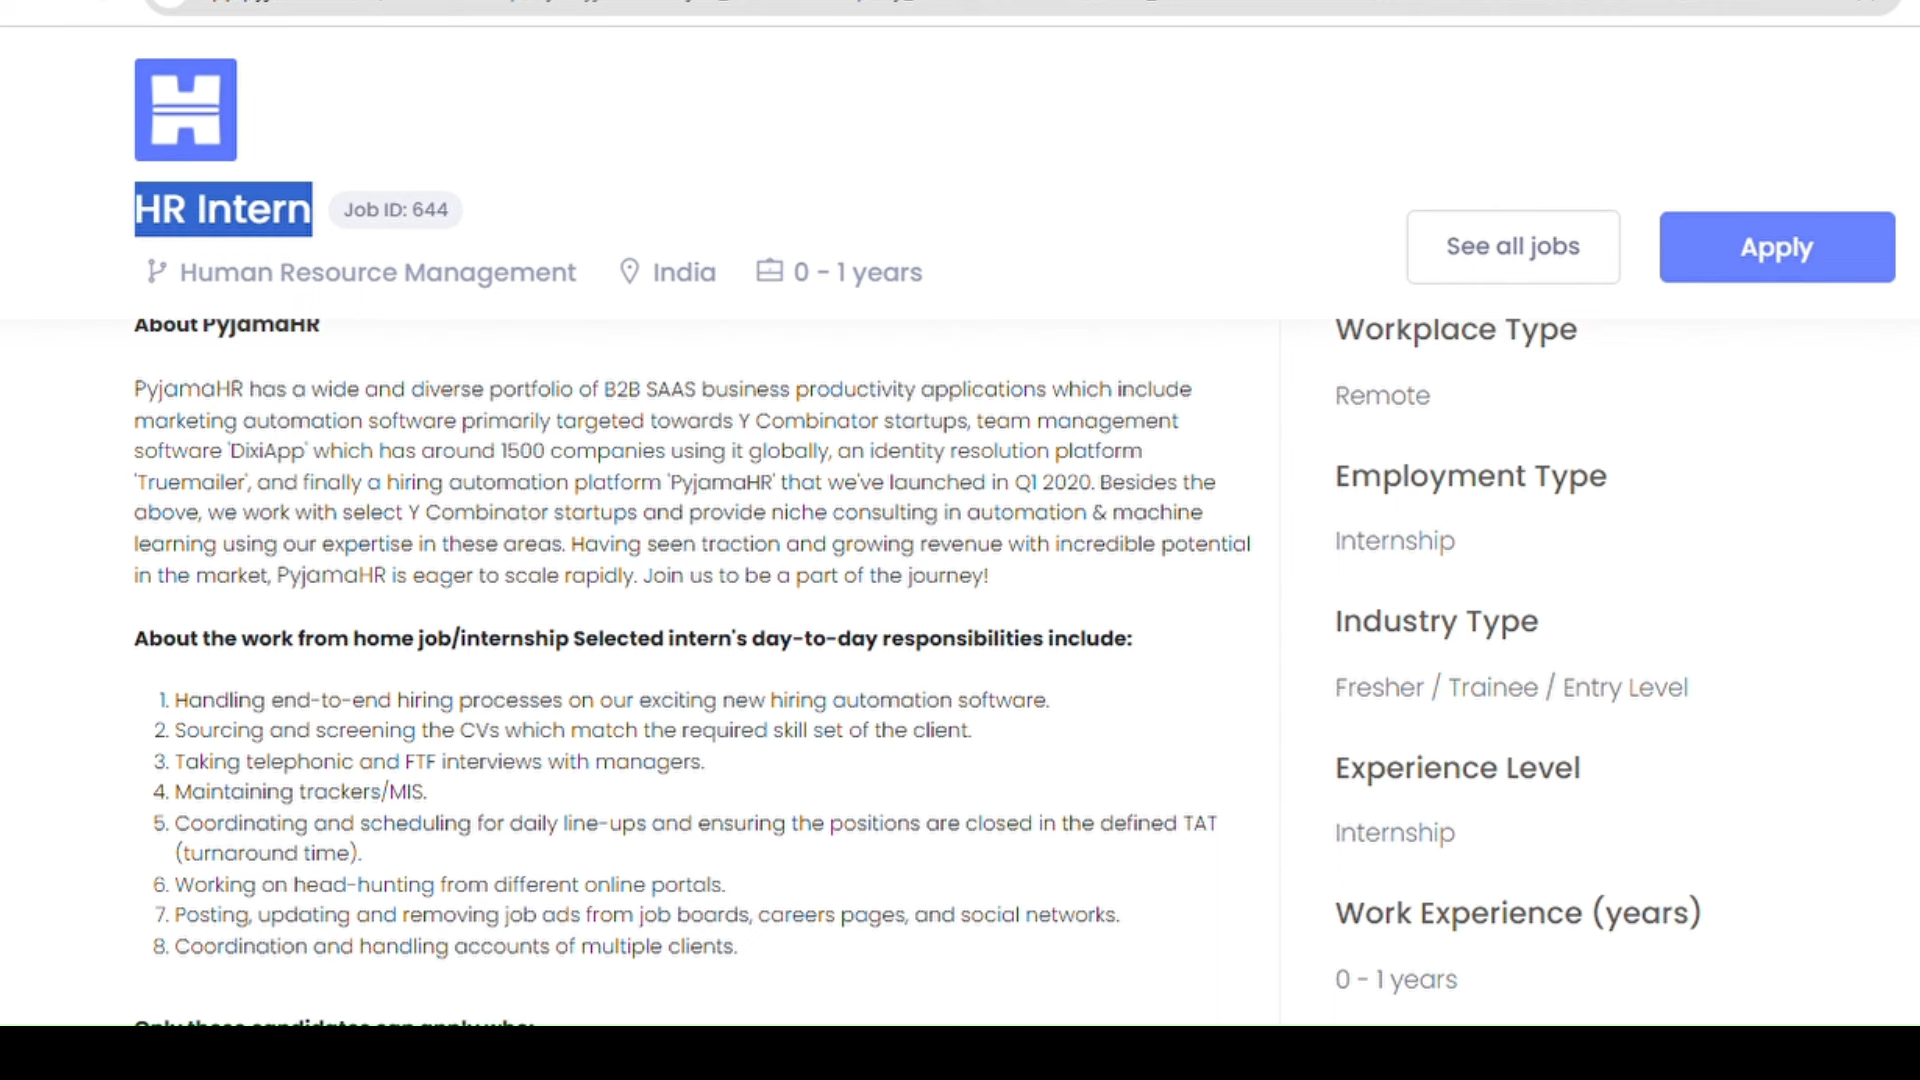 HR Intern Job ID: 644
Human Resource Management India 0 - 1 years
See all jobs
Apply
About PyjamaHR
PyjamaHR has a wide and diverse portfolio of B2B SAAS business productivity applications which include
marketing automation software primarily targeted towards Y Combinator startups, team management
software 'DixiApp' which has around 1500 companies using it globally, an identity resolution platform
'Truemailer', and finally a hiring automation platform 'PyjamaHR' that we've launched in Q1 2020. Besides the
above, we work with select Y Combinator startups and provide niche consulting in automation & machine
learning using our expertise in these areas. Having seen traction and growing revenue with incredible potential
in the market, PyjamaHR is eager to scale rapidly. Join us to be a part of the journey!
About the work from home job/internship Selected intern's day-to-day responsibilities include:
1. Handling end-to-end hiring processes on our exciting new hiring automation software.
2. Sourcing and screening the CVs which match the required skill set of the client.
3. Taking telephonic and FTF interviews with managers.
4. Maintaining trackers/MIS.
5. Coordinating and scheduling for daily line-ups and ensuring the positions are closed in the defined TAT
(turnaround time).
6. Working on head-hunting from different online portals.
7. Posting, updating and removing job ads from job boards, careers pages, and social networks.
8. Coordination and handling accounts of multiple clients.
Only those candidates can apply who:
Workplace Type
Remote
Employment Type
Internship
Industry Type
Fresher / Trainee / Entry Level
Experience Level
Internship
Work Experience (years)
0 - 1 years